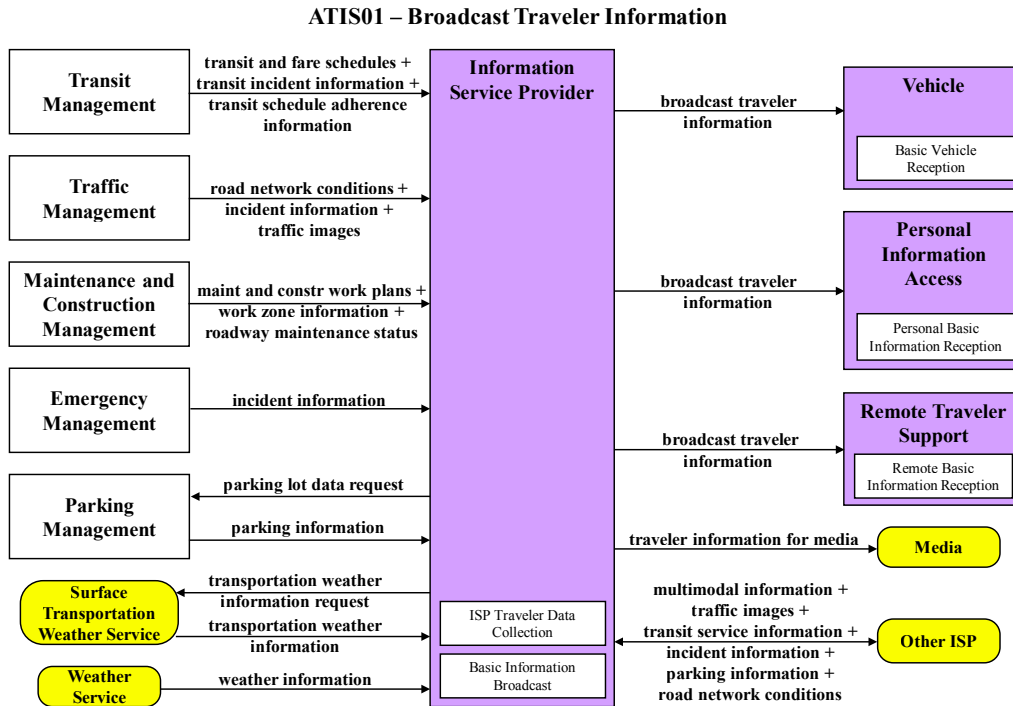 ATIS01 – Broadcast Traveler Information
Transit
Management
transit and fare schedules +
transit incident information +
transit schedule adherence
information
Traffic
Management
road network conditions +
incident information +
traffic images
Maintenance and
Construction
Management
maint and constr work plans +
work zone information +
roadway maintenance status
Emergency
Management
incident information
Parking
Management
parking lot data request
parking information
Surface
Transportation
Weather Service
transportation weather
information request
transportation weather
information
Weather
Service
weather information
Information
Service Provider
ISP Traveler Data
Collection
Basic Information
Broadcast
broadcast traveler
information
Vehicle
Basic Vehicle
Reception
broadcast traveler
information
Personal
Information
Access
Personal Basic
Information Reception
broadcast traveler
information
Remote Traveler
Support
Remote Basic
Information Reception
traveler information for media
Media
multimodal information +
traffic images +
transit service information +
incident information +
parking information +
road network conditions
Other ISP